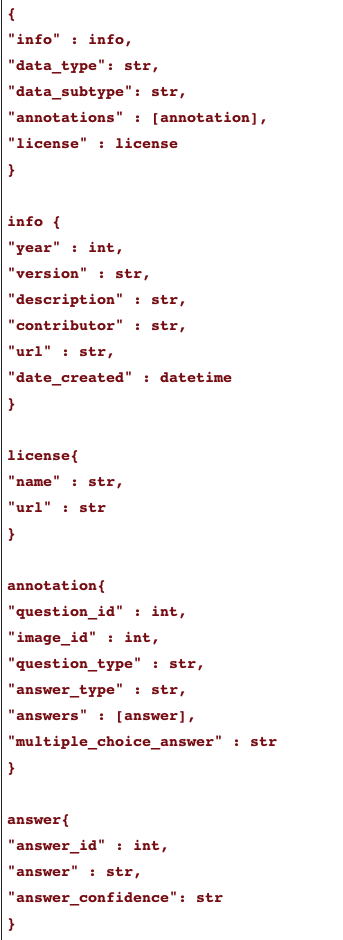 {
"info" : info,
"data_type": str,
"data_subtype": str,
"annotations" : [annotation],
"license" : license
}

info {
"year" : int,
"version" : str,
"description" : str,
"contributor" : str,
"url" : str,
"date_created" : datetime
}

license{
"name" : str,
"url" : str
}

annotation{
"question_id" : int,
"image_id" : int,
"question_type" : str,
"answer_type" : str,
"answers" : [answer],
"multiple_choice_answer" : str
}

answer{
"answer_id" : int,
"answer" : str,
"answer_confidence": str
}